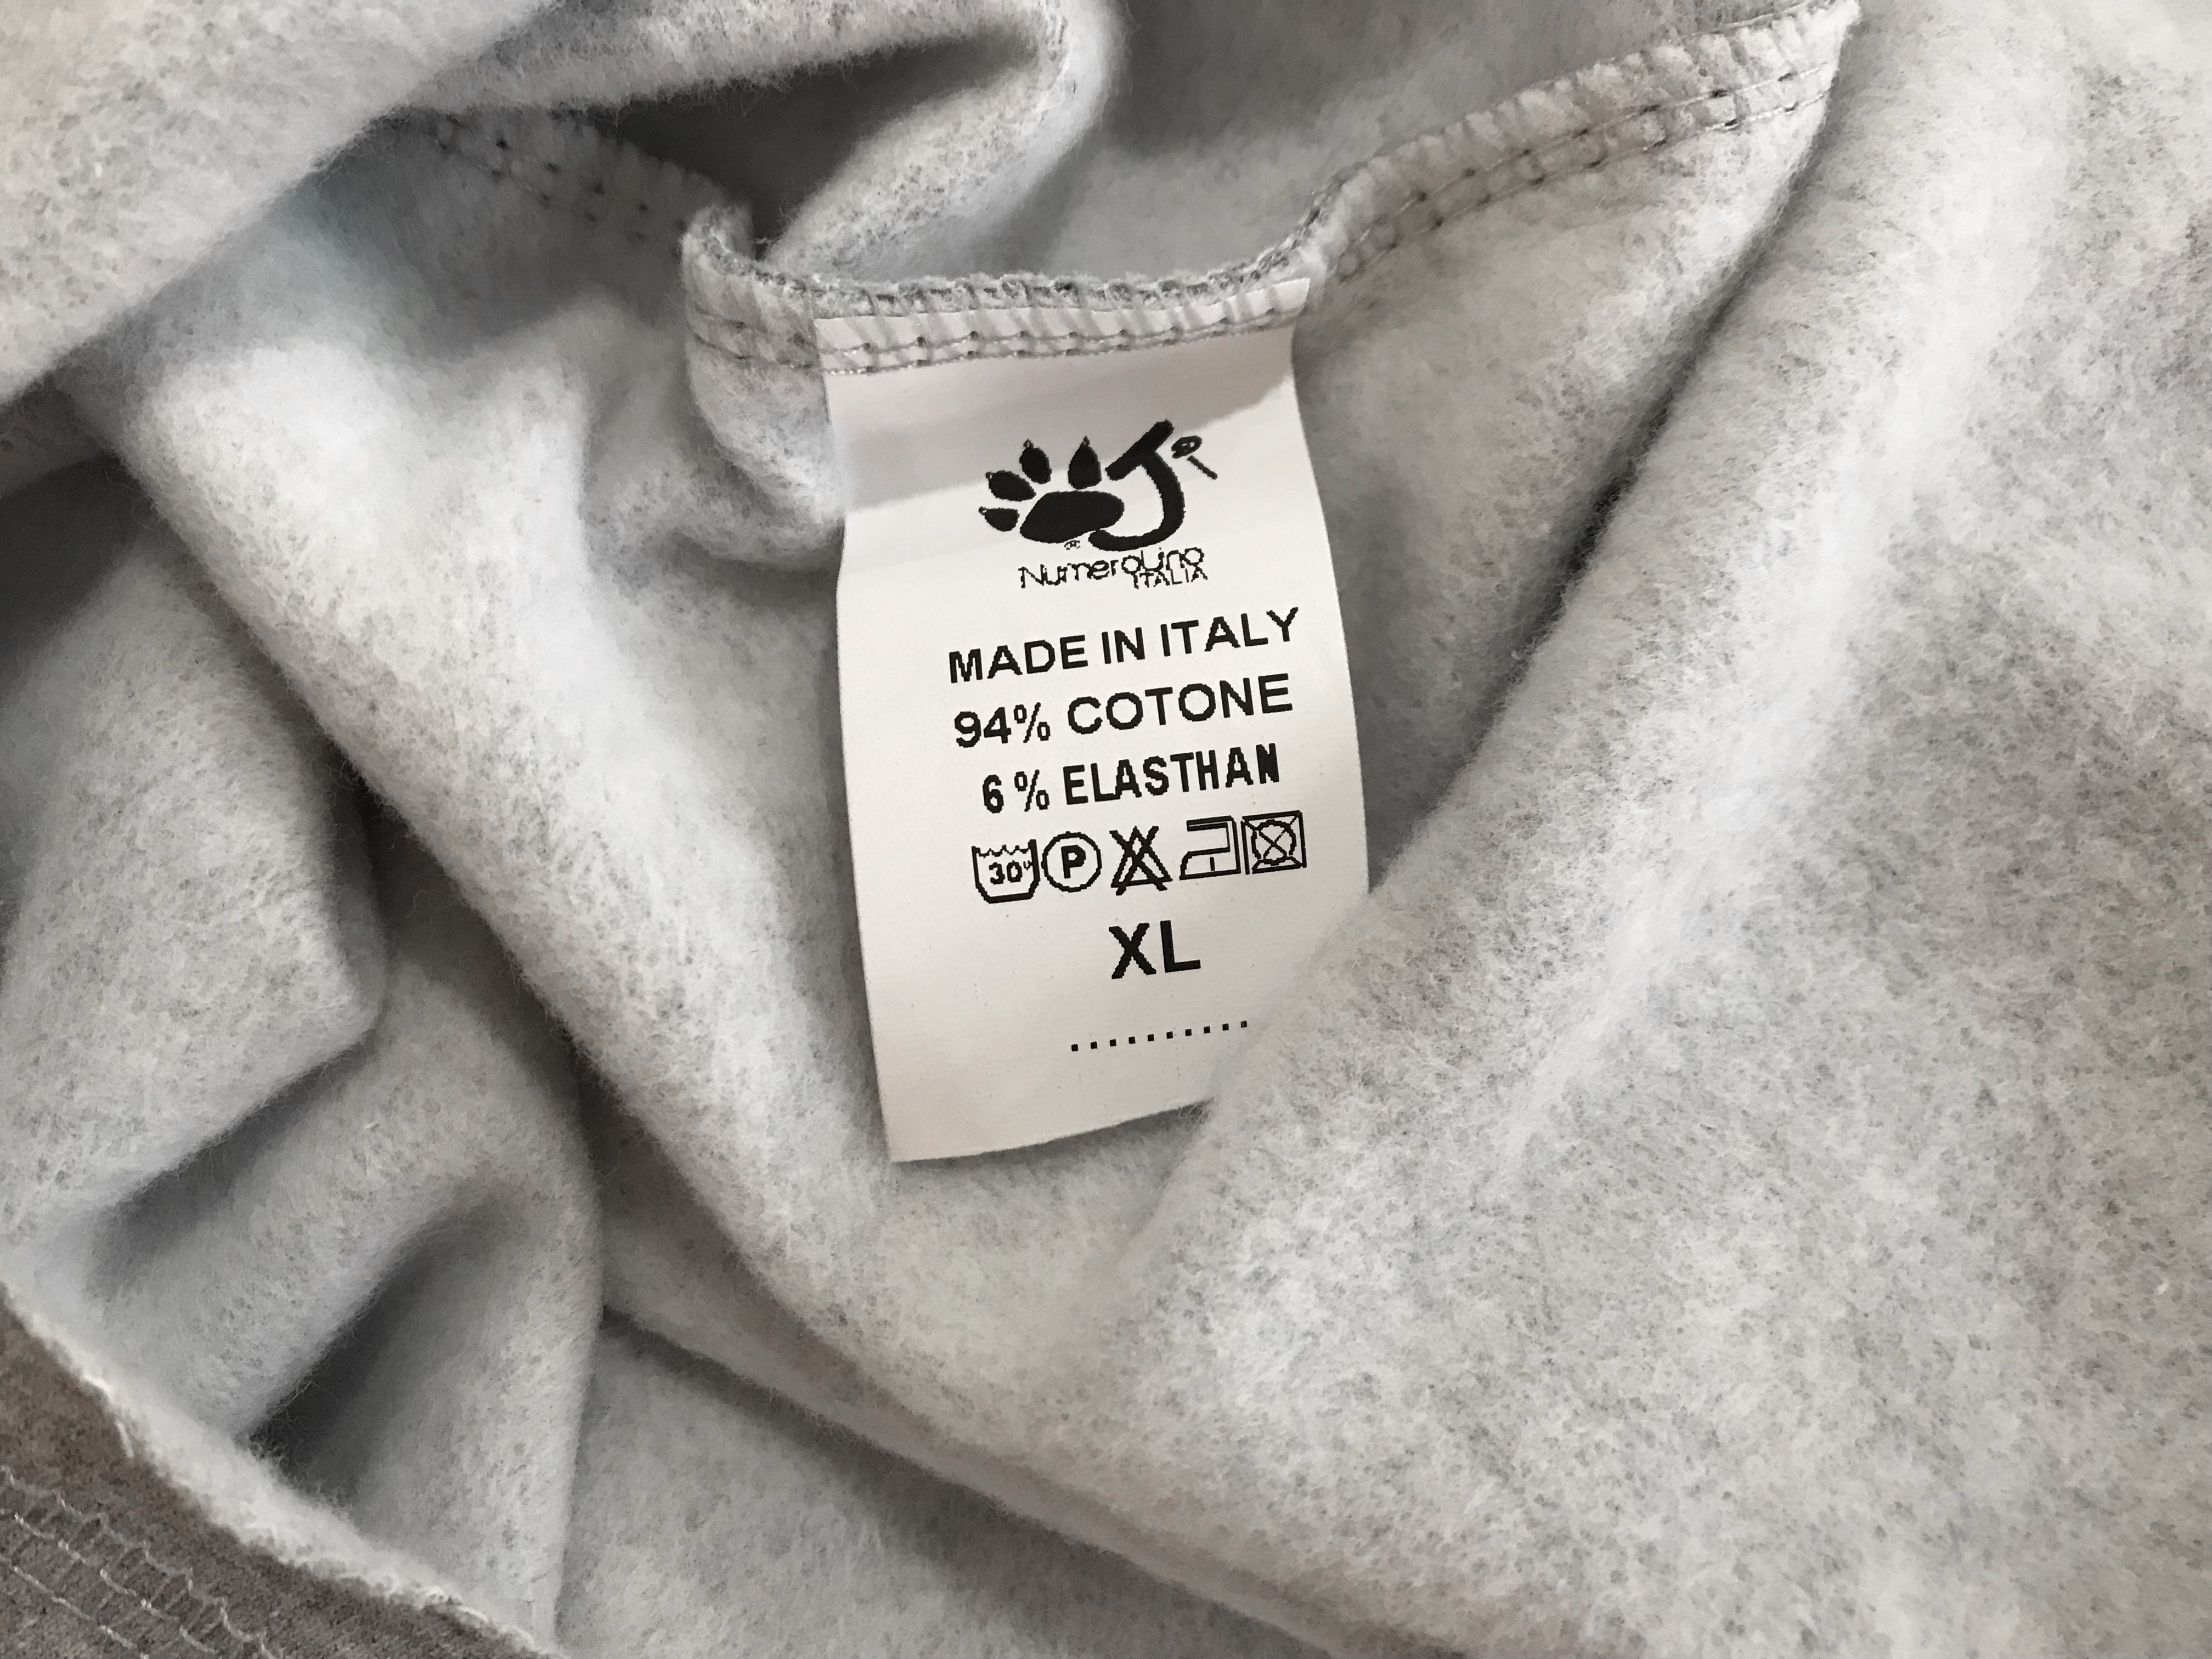 NumeroUno
ITALIA
MADE IN ITALY
94% COTONE
6% ELASTHAN
30° P
XL
..........